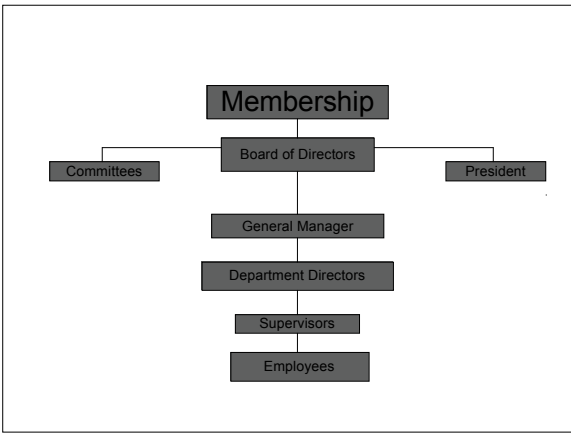 Membership
Board of Directors
Committees
President
General Manager
Department Directors
Supervisors
Employees